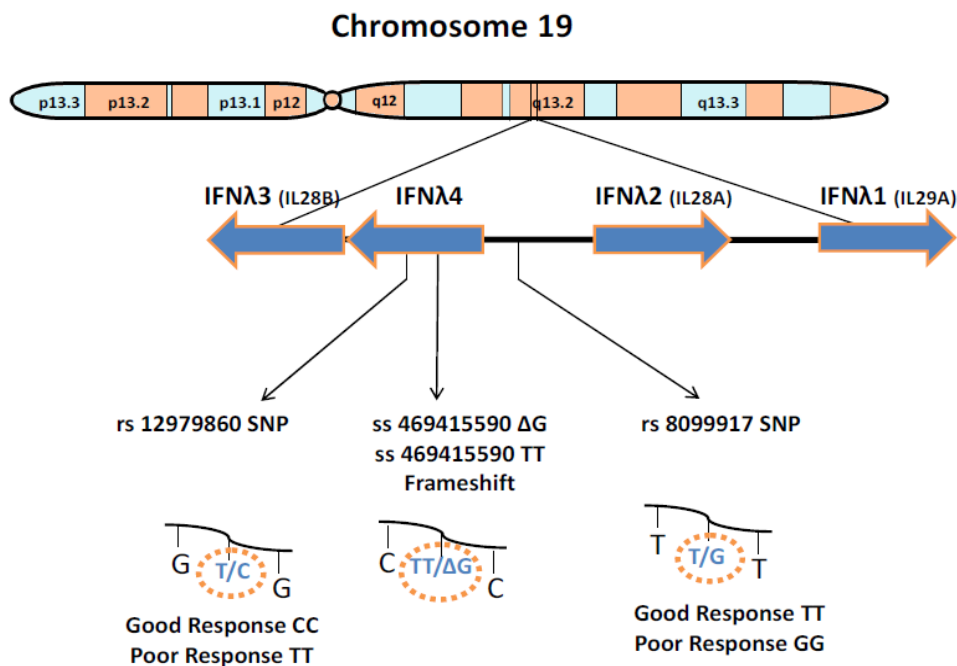 Chromosome 19
p13.3 p13.2 p13.1 p12 q12 q13.2 q13.3
IFNλ3 (IL28B) IFNλ4 IFNλ2 (IL28A) IFNλ1 (IL29A)
rs 12979860 SNP
ss 469415590 ΔG
ss 469415590 TT
Frameshift
rs 8099917 SNP
G T/C G
Good Response CC
Poor Response TT
C TT/ΔG C
T T/G T
Good Response TT
Poor Response GG